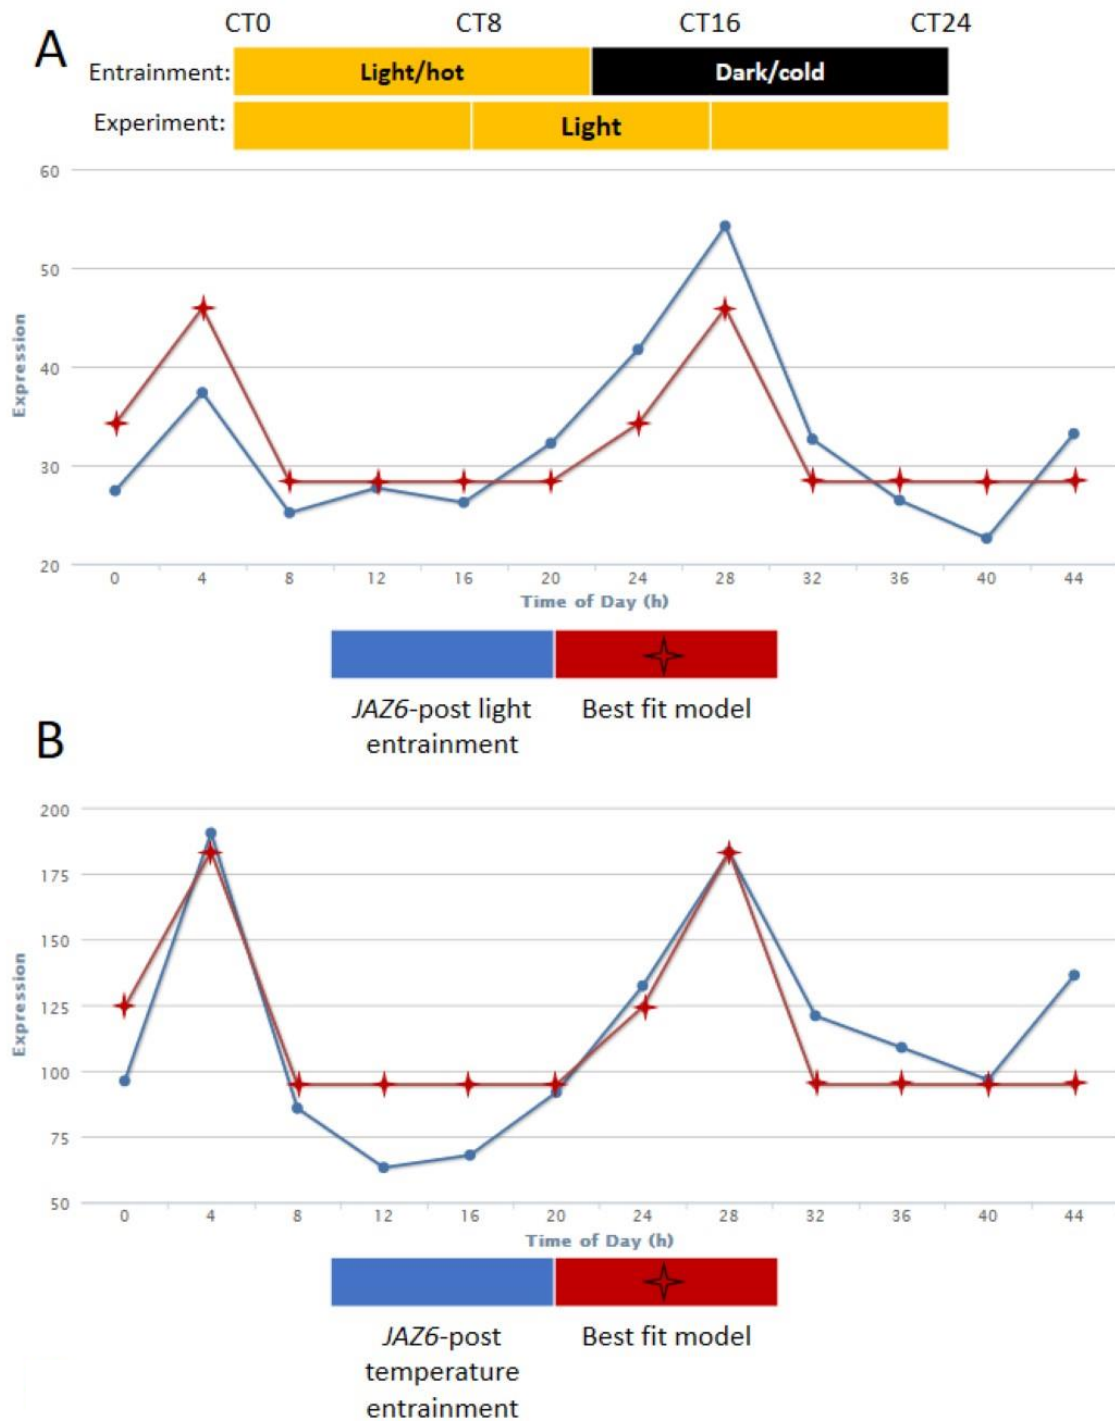 A
CT0 CT8 CT16 CT24
Entrainment: Light/hot Dark/cold
Experiment: Light
60
50
40
30
20
Expression
0 4 8 12 16 20 24 28 32 36 40 44
Time of Day (h)
JAZ6-post light Best fit model
entrainment
B
200
175
150
125
100
75
50
Expression
0 4 8 12 16 20 24 28 32 36 40 44
Time of Day (h)
JAZ6-post Best fit model
temperature
entrainment